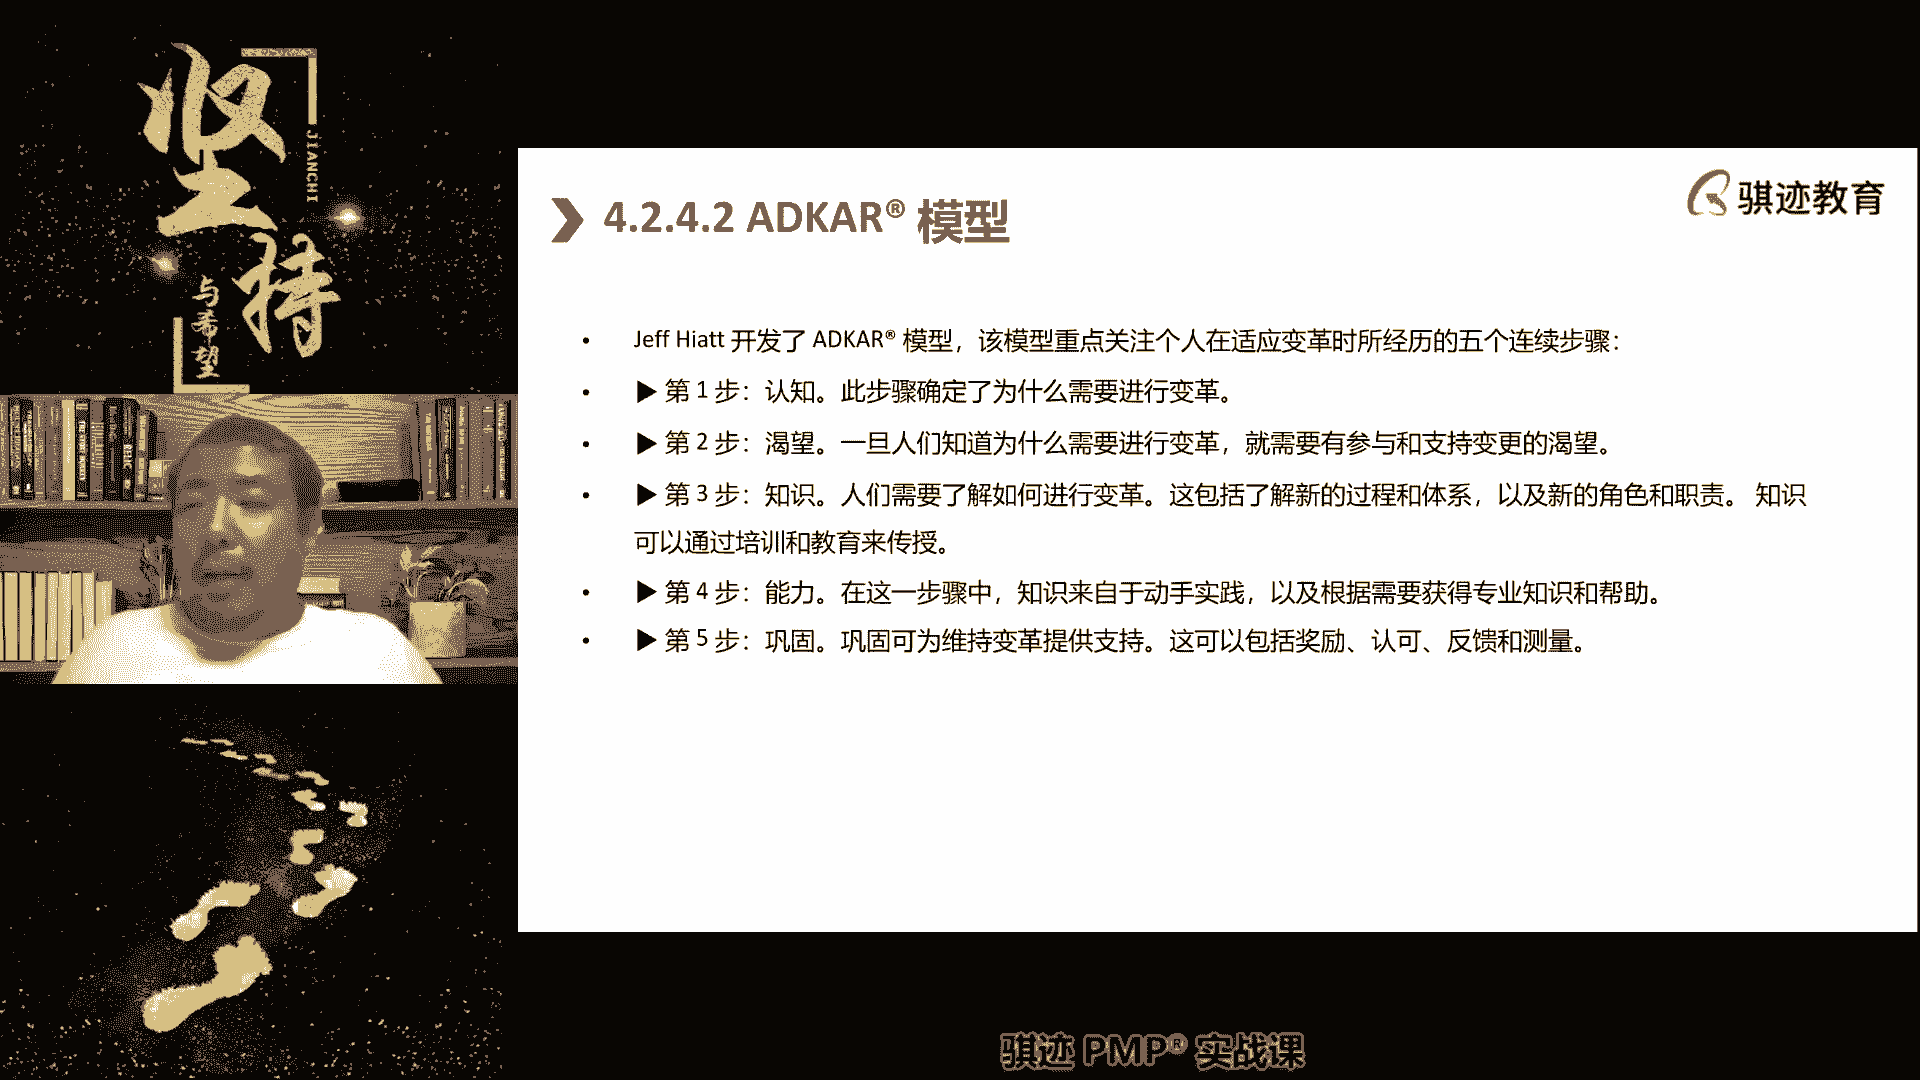 坚持
JIANCHI
与希望
骐迹教育
4.2.4.2 ADKAR® 模型
• Jeff Hiatt 开发了 ADKAR® 模型，该模型重点关注个人在适应变革时所经历的五个连续步骤：
• ▶ 第 1 步：认知。此步骤确定了为什么需要进行变革。
• ▶ 第 2 步：渴望。一旦人们知道为什么需要进行变革，就需要有参与和支持变更的渴望。
• ▶ 第 3 步：知识。人们需要了解如何进行变革。这包括了解新的过程和体系，以及新的角色和职责。 知识
可以通过培训和教育来传授。
• ▶ 第 4 步：能力。在这一步骤中，知识来自于动手实践，以及根据需要获得专业知识和帮助。
• ▶ 第 5 步：巩固。巩固可为维持变革提供支持。这可以包括奖励、认可、反馈和测量。
骐迹 PMP® 实战课